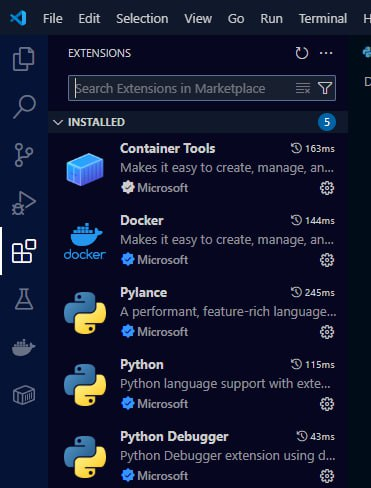 File Edit Selection View Go Run Terminal H
EXTENSIONS
Search Extensions in Marketplace
INSTALLED 5
Container Tools 163ms
Makes it easy to create, manage, an...
Microsoft
Docker 144ms
Makes it easy to create, manage, an...
docker
Microsoft
Pylance 245ms
A performant, feature-rich language...
Microsoft
Python 115ms
Python language support with exte...
Microsoft
Python Debugger 43ms
Python Debugger extension using d...
Microsoft